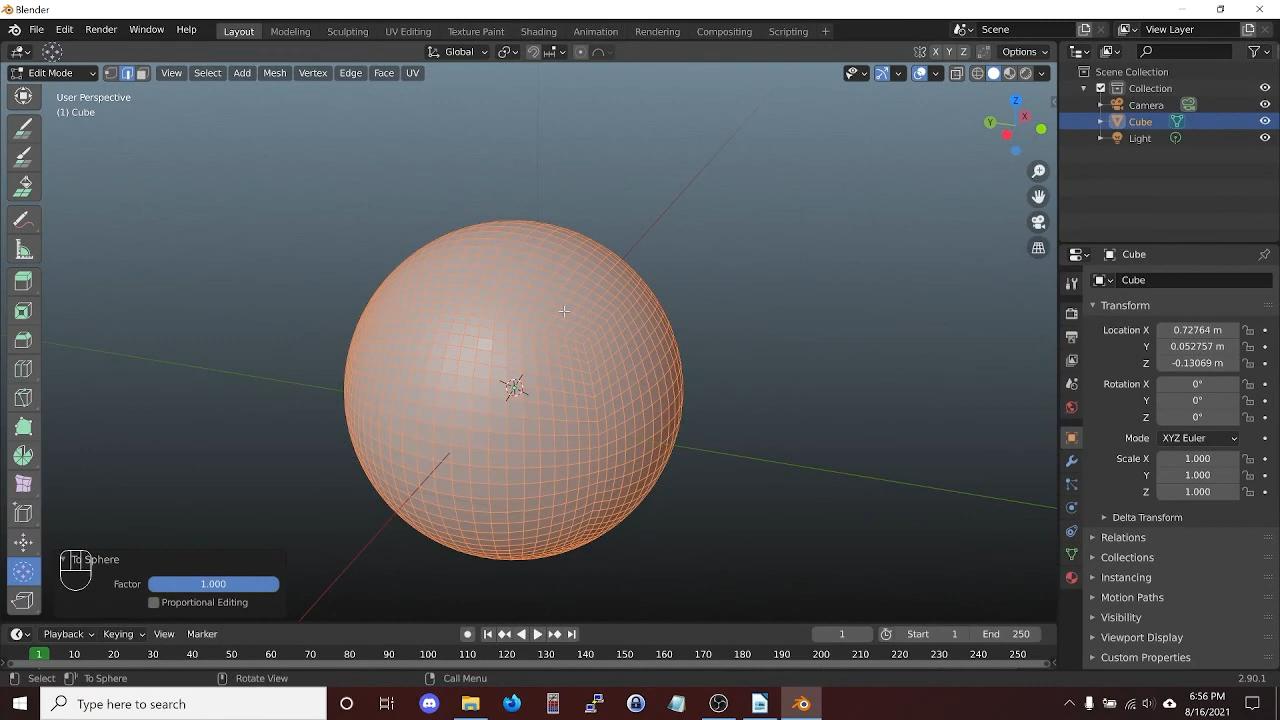 Blender
File Edit Render Window Help Layout Modeling Sculpting UV Editing Texture Paint Shading Animation Rendering Compositing Scripting + Scene View Layer
Global X Y Z Options
Edit Mode View Select Add Mesh Vertex Edge Face UV
User Perspective
(1) Cube
Z
X
Y
Scene Collection
Collection
Camera
Cube
Light
Cube
Cube
Transform
Location X 0.72764 m
Y 0.052757 m
Z -0.13069 m
Rotation X 0°
Y 0°
Z 0°
Mode XYZ Euler
Scale X 1.000
Y 1.000
Z 1.000
Delta Transform
Relations
Collections
Instancing
Motion Paths
Visibility
Viewport Display
Custom Properties
To Sphere
Factor 1.000
Proportional Editing
Playback Keying View Marker 1 Start 1 End 250
1 10 20 30 40 50 60 70 80 90 100 110 120 130 140 150 160 170 180 190 200 210 220 230 240 250
Select To Sphere Rotate View Call Menu 2.90.1
Type here to search
6:56 PM
8/16/2021